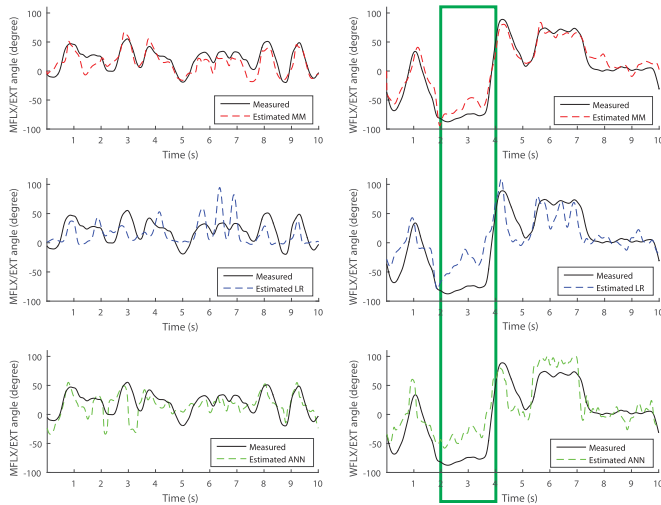 MFLX/EXT angle (degree)
100
50
0
-50
-100
Measured
Estimated MM
1 2 3 4 5 6 7 8 9 10
Time (s)
WFLX/EXT angle (degree)
100
50
0
-50
-100
Measured
Estimated MM
1 2 3 4 5 6 7 8 9 10
Time (s)
MFLX/EXT angle (degree)
100
50
0
-50
-100
Measured
Estimated LR
1 2 3 4 5 6 7 8 9 10
Time (s)
WFLX/EXT angle (degree)
100
50
0
-50
-100
Measured
Estimated LR
1 2 3 4 5 6 7 8 9 10
Time (s)
MFLX/EXT angle (degree)
100
50
0
-50
-100
Measured
Estimated ANN
1 2 3 4 5 6 7 8 9 10
Time (s)
WFLX/EXT angle (degree)
100
50
0
-50
-100
Measured
Estimated ANN
1 2 3 4 5 6 7 8 9 10
Time (s)